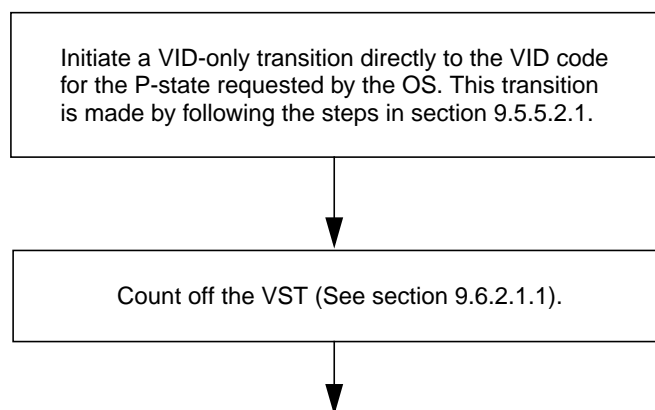 Initiate a VID-only transition directly to the VID code
for the P-state requested by the OS. This transition
is made by following the steps in section 9.5.5.2.1.
Count off the VST (See section 9.6.2.1.1).